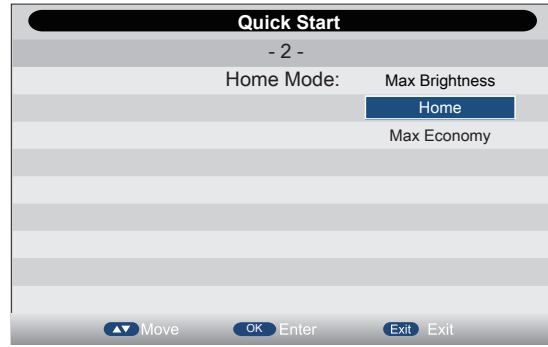 Quick Start
- 2 -
Home Mode: Max Brightness
Home
Max Economy
▲▼ Move OK Enter Exit Exit